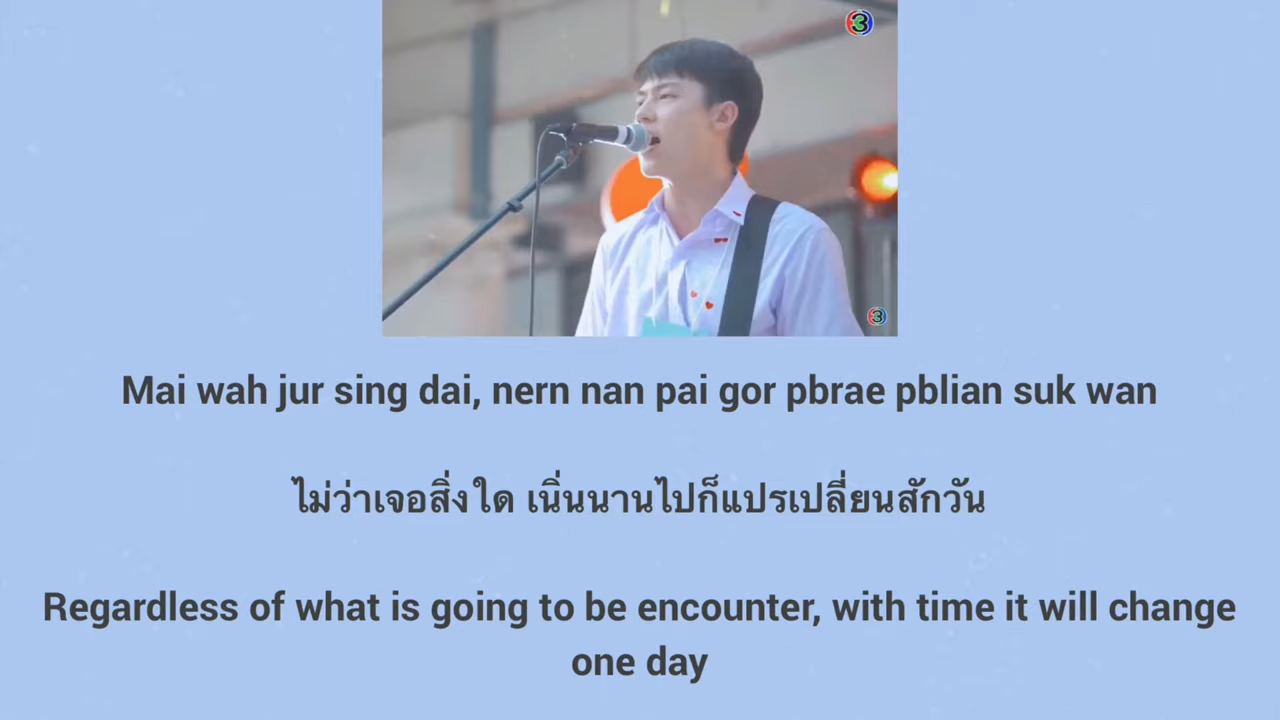 3
3
Mai wah jur sing dai, nern nan pai gor pbrae pblian suk wan
ไม่ว่าเจอสิ่งใด เนิ่นนานไปก็แปรเปลี่ยนสักวัน
Regardless of what is going to be encounter, with time it will change
one day